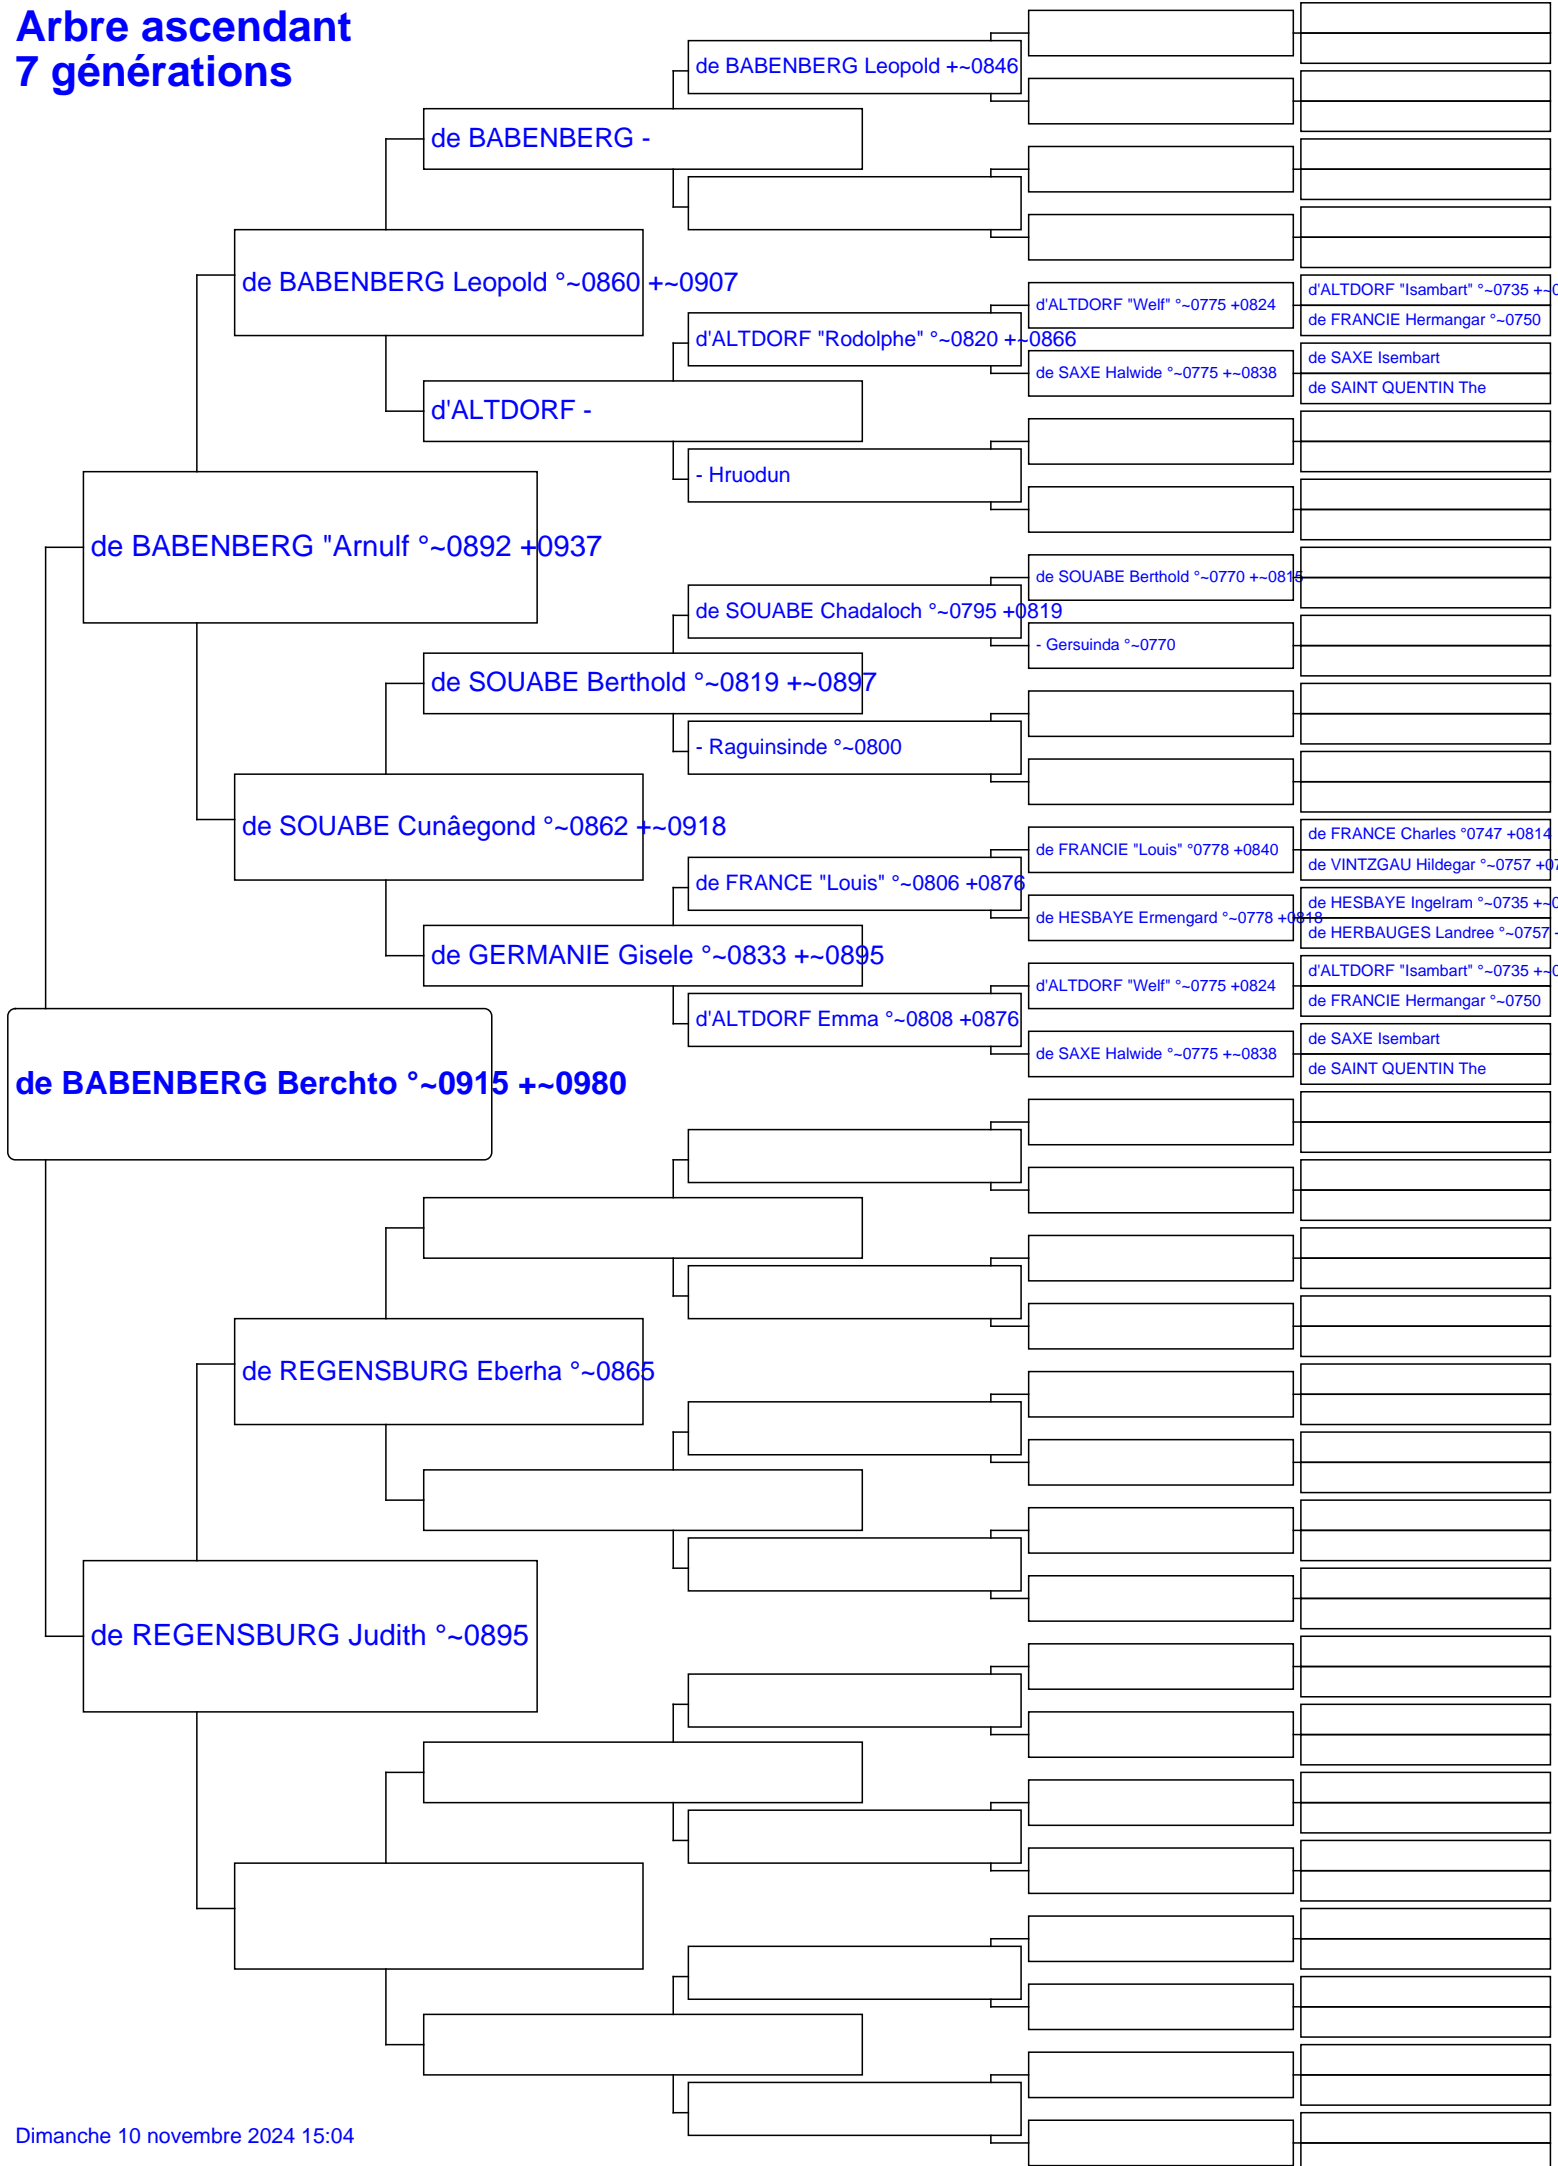 Arbre ascendant
7 générations
de BABENBERG Leopold +~0846
de BABENBERG -
de BABENBERG Leopold °~0860 +~0907
d'ALTDORF "Isambart" °~0735 +~0
d'ALTDORF "Welf" °~0775 +0824
de FRANCIE Hermangar °~0750
d'ALTDORF "Rodolphe" °~0820 +~0866
de SAXE Isembart
de SAXE Halwide °~0775 +~0838
de SAINT QUENTIN The
d'ALTDORF -
- Hruodun
de BABENBERG "Arnulf °~0892 +0937
de SOUABE Berthold °~0770 +~0815
de SOUABE Chadaloch °~0795 +0819
- Gersuinda °~0770
de SOUABE Berthold °~0819 +~0897
- Raguinsinde °~0800
de SOUABE Cunâegond °~0862 +~0918
de FRANCE Charles °0747 +0814
de FRANCIE "Louis" °0778 +0840
de VINTZGAU Hildegar °~0757 +07
de FRANCE "Louis" °~0806 +0876
de HESBAYE Ingelram °~0735 +~0
de HESBAYE Ermengard °~0778 +0818
de HERBAUGES Landree °~0757 +
de GERMANIE Gisele °~0833 +~0895
d'ALTDORF "Isambart" °~0735 +~0
d'ALTDORF "Welf" °~0775 +0824
de FRANCIE Hermangar °~0750
d'ALTDORF Emma °~0808 +0876
de SAXE Isembart
de SAXE Halwide °~0775 +~0838
de SAINT QUENTIN The
de BABENBERG Berchto °~0915 +~0980
de REGENSBURG Eberha °~0865
de REGENSBURG Judith °~0895
Dimanche 10 novembre 2024 15:04